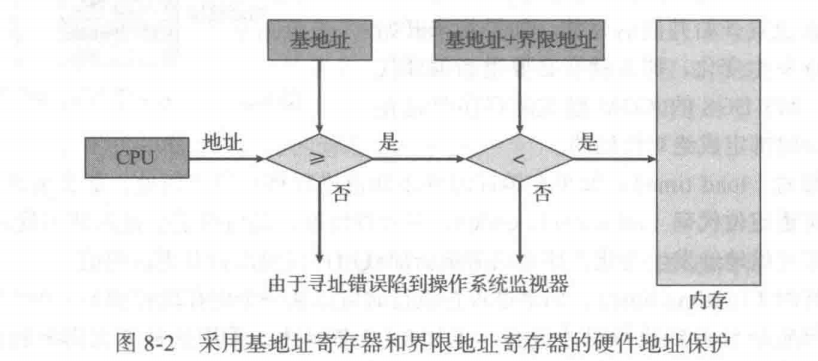 基地址
基地址+界限地址
CPU
地址
≥
是
<
是
否
否
由于寻址错误陷到操作系统监视器
内存
图 8-2 采用基地址寄存器和界限地址寄存器的硬件地址保护